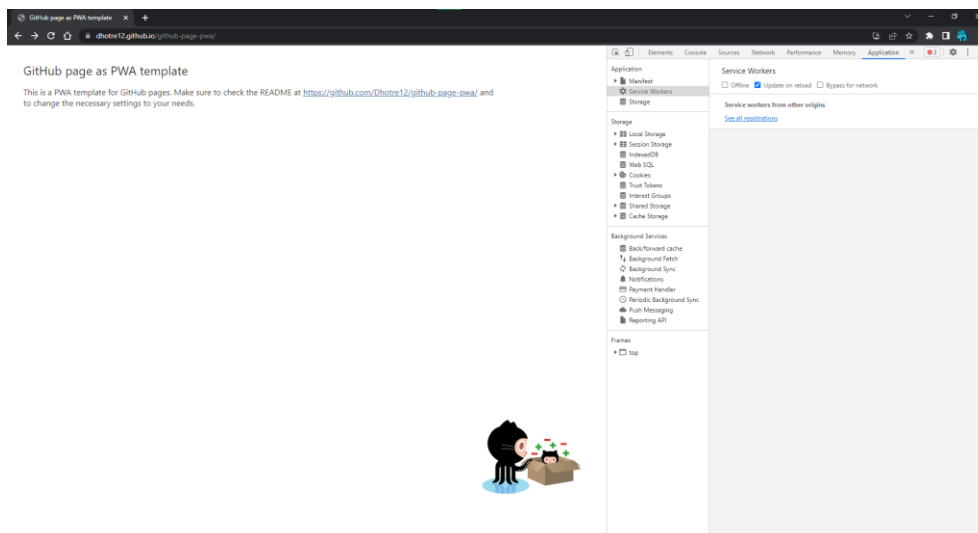 GitHub page as PWA template
dhotre12.github.io/github-page-pwa/
GitHub page as PWA template
This is a PWA template for GitHub pages. Make sure to check the README at https://github.com/Dhotre12/github-page-pwa/ and
to change the necessary settings to your needs.
Elements Console Sources Network Performance Memory Application
Application
Manifest
Service Workers
Storage
Storage
Local Storage
Session Storage
IndexedDB
Web SQL
Cookies
Trust Tokens
Interest Groups
Shared Storage
Cache Storage
Background Services
Back/forward cache
Background Fetch
Background Sync
Notifications
Payment Handler
Periodic Background Sync
Push Messaging
Reporting API
Frames
top
Service Workers
Offline Update on reload Bypass for network
Service workers from other origins
See all registrations